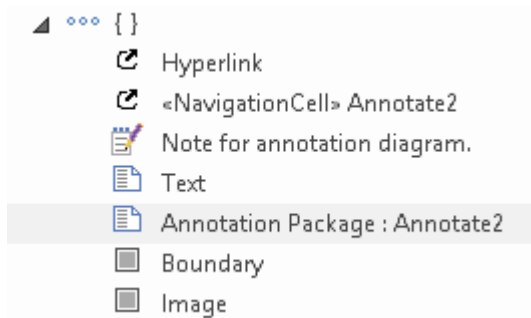 { }
Hyperlink
«NavigationCell» Annotate2
Note for annotation diagram.
Text
Annotation Package : Annotate2
Boundary
Image